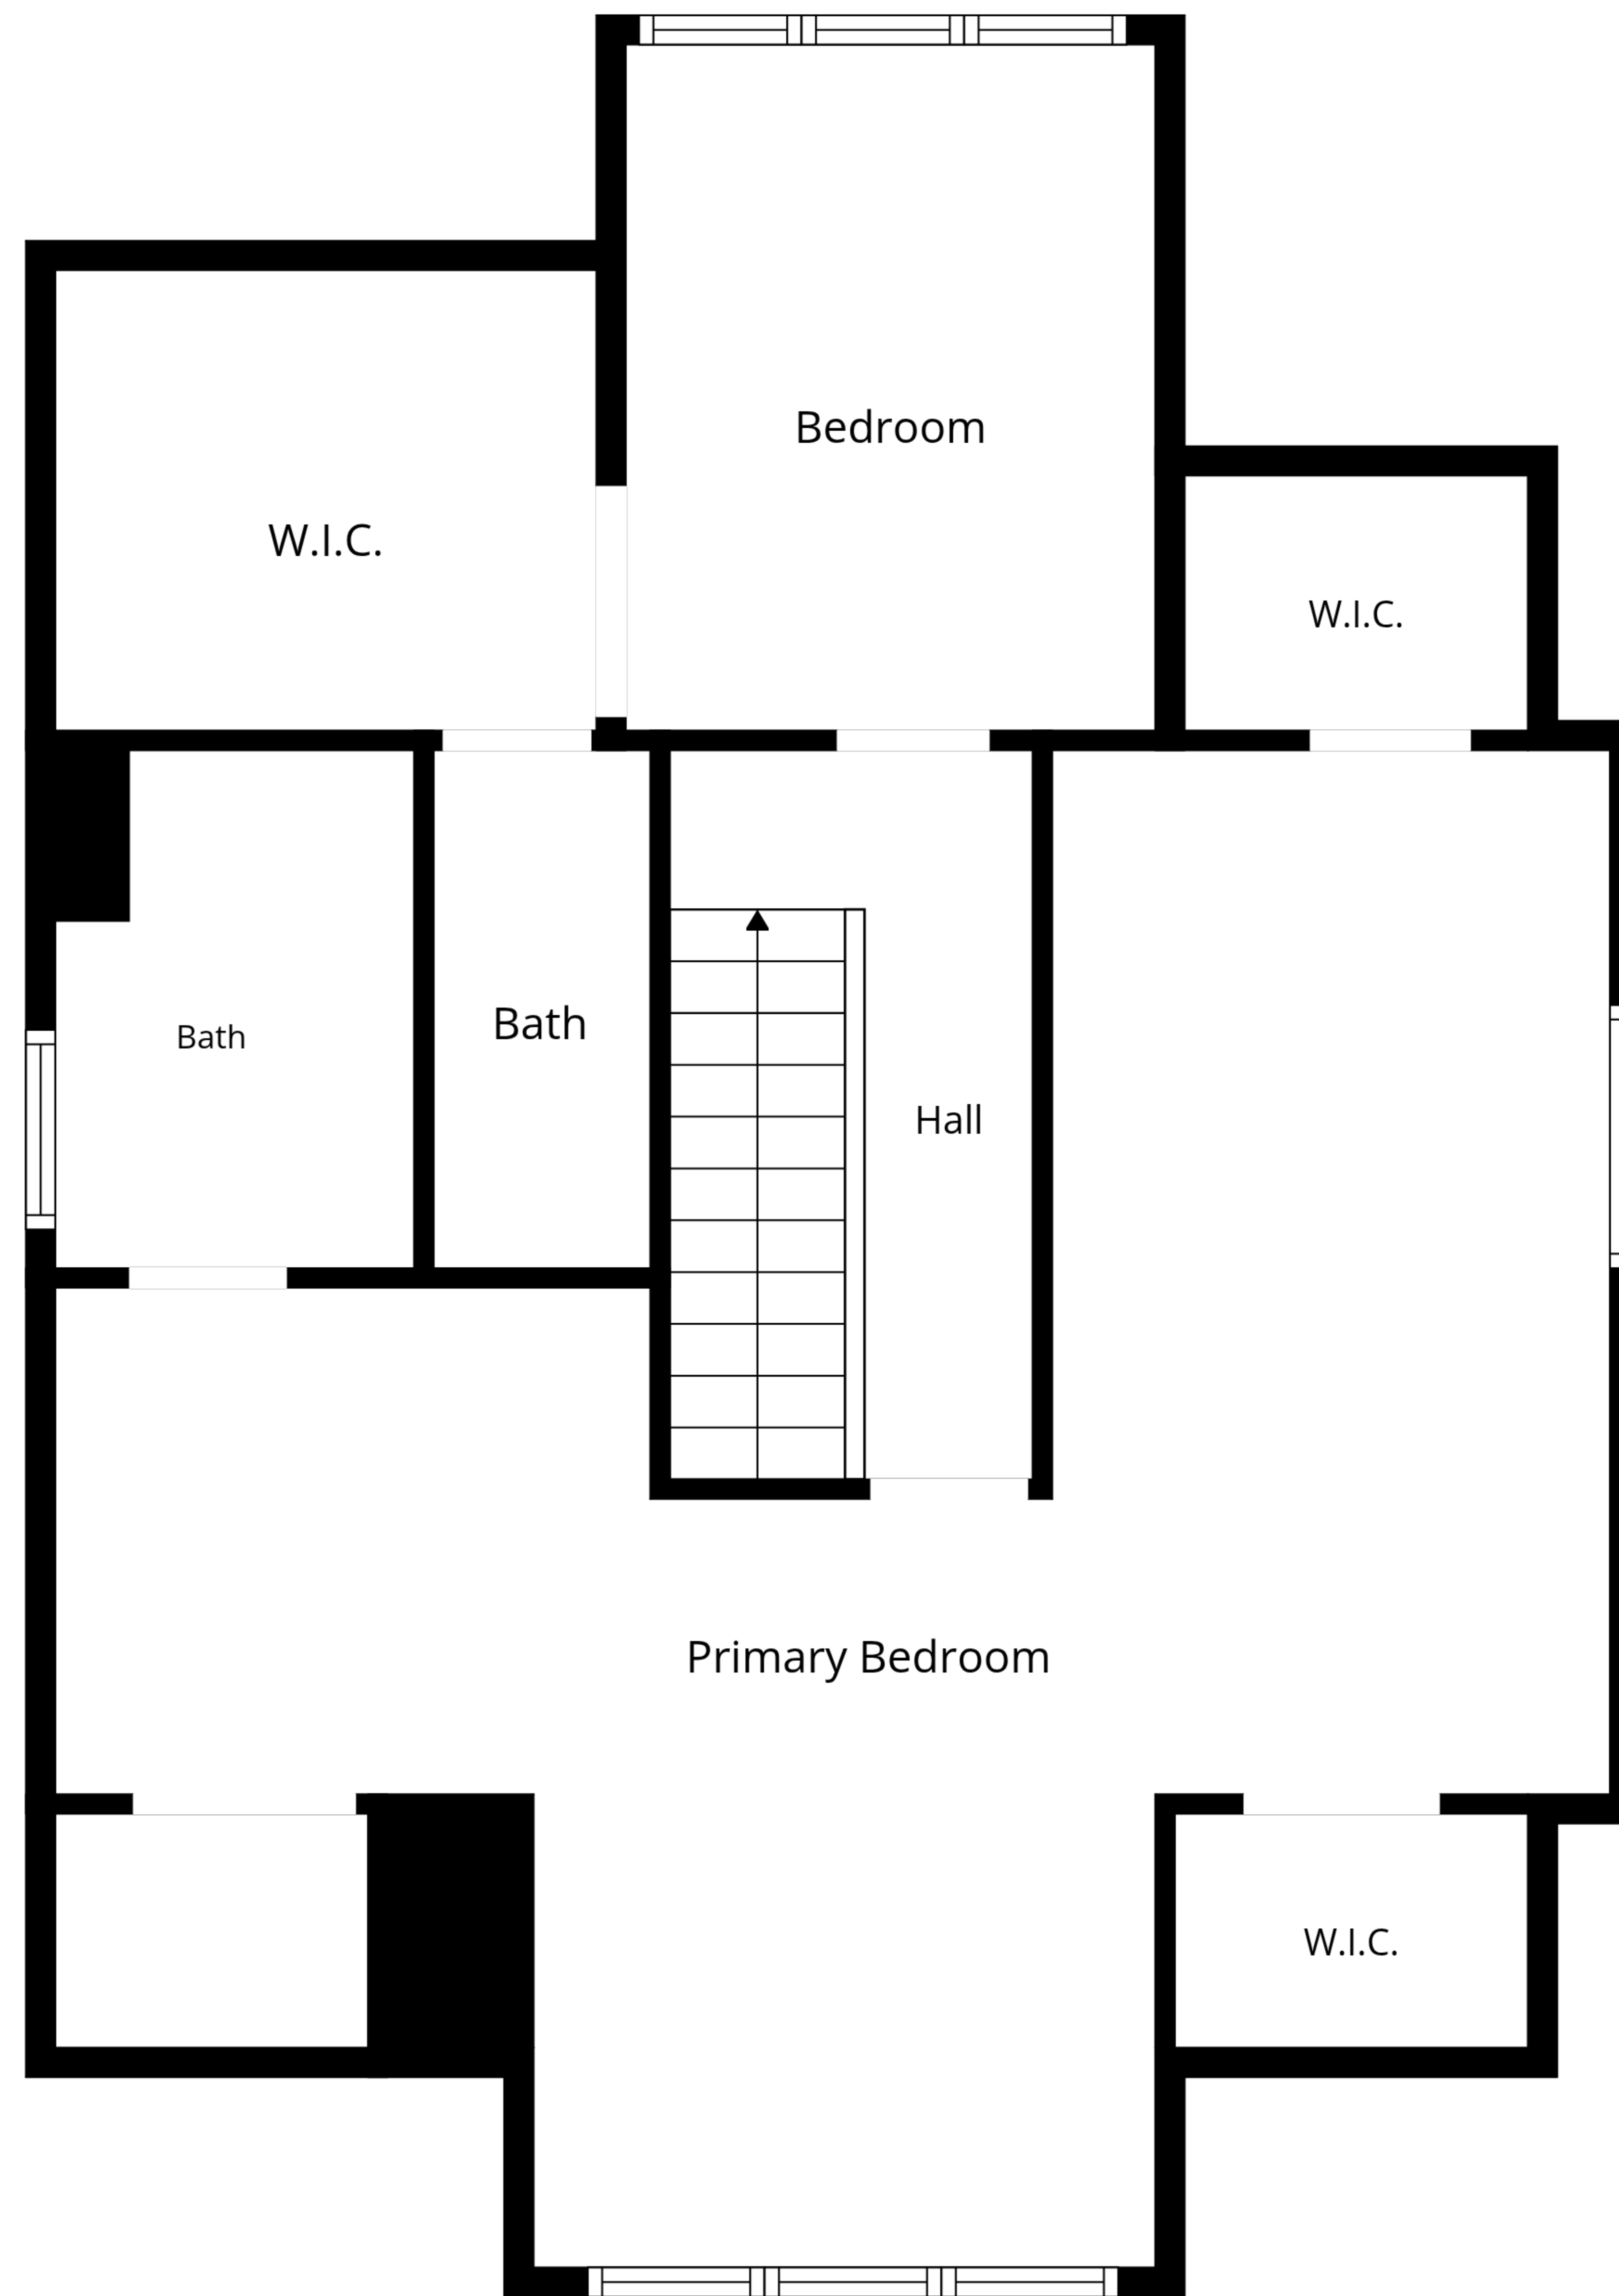 Bedroom
W.I.C.
W.I.C.
Bath
Bath
Hall
Primary Bedroom
W.I.C.